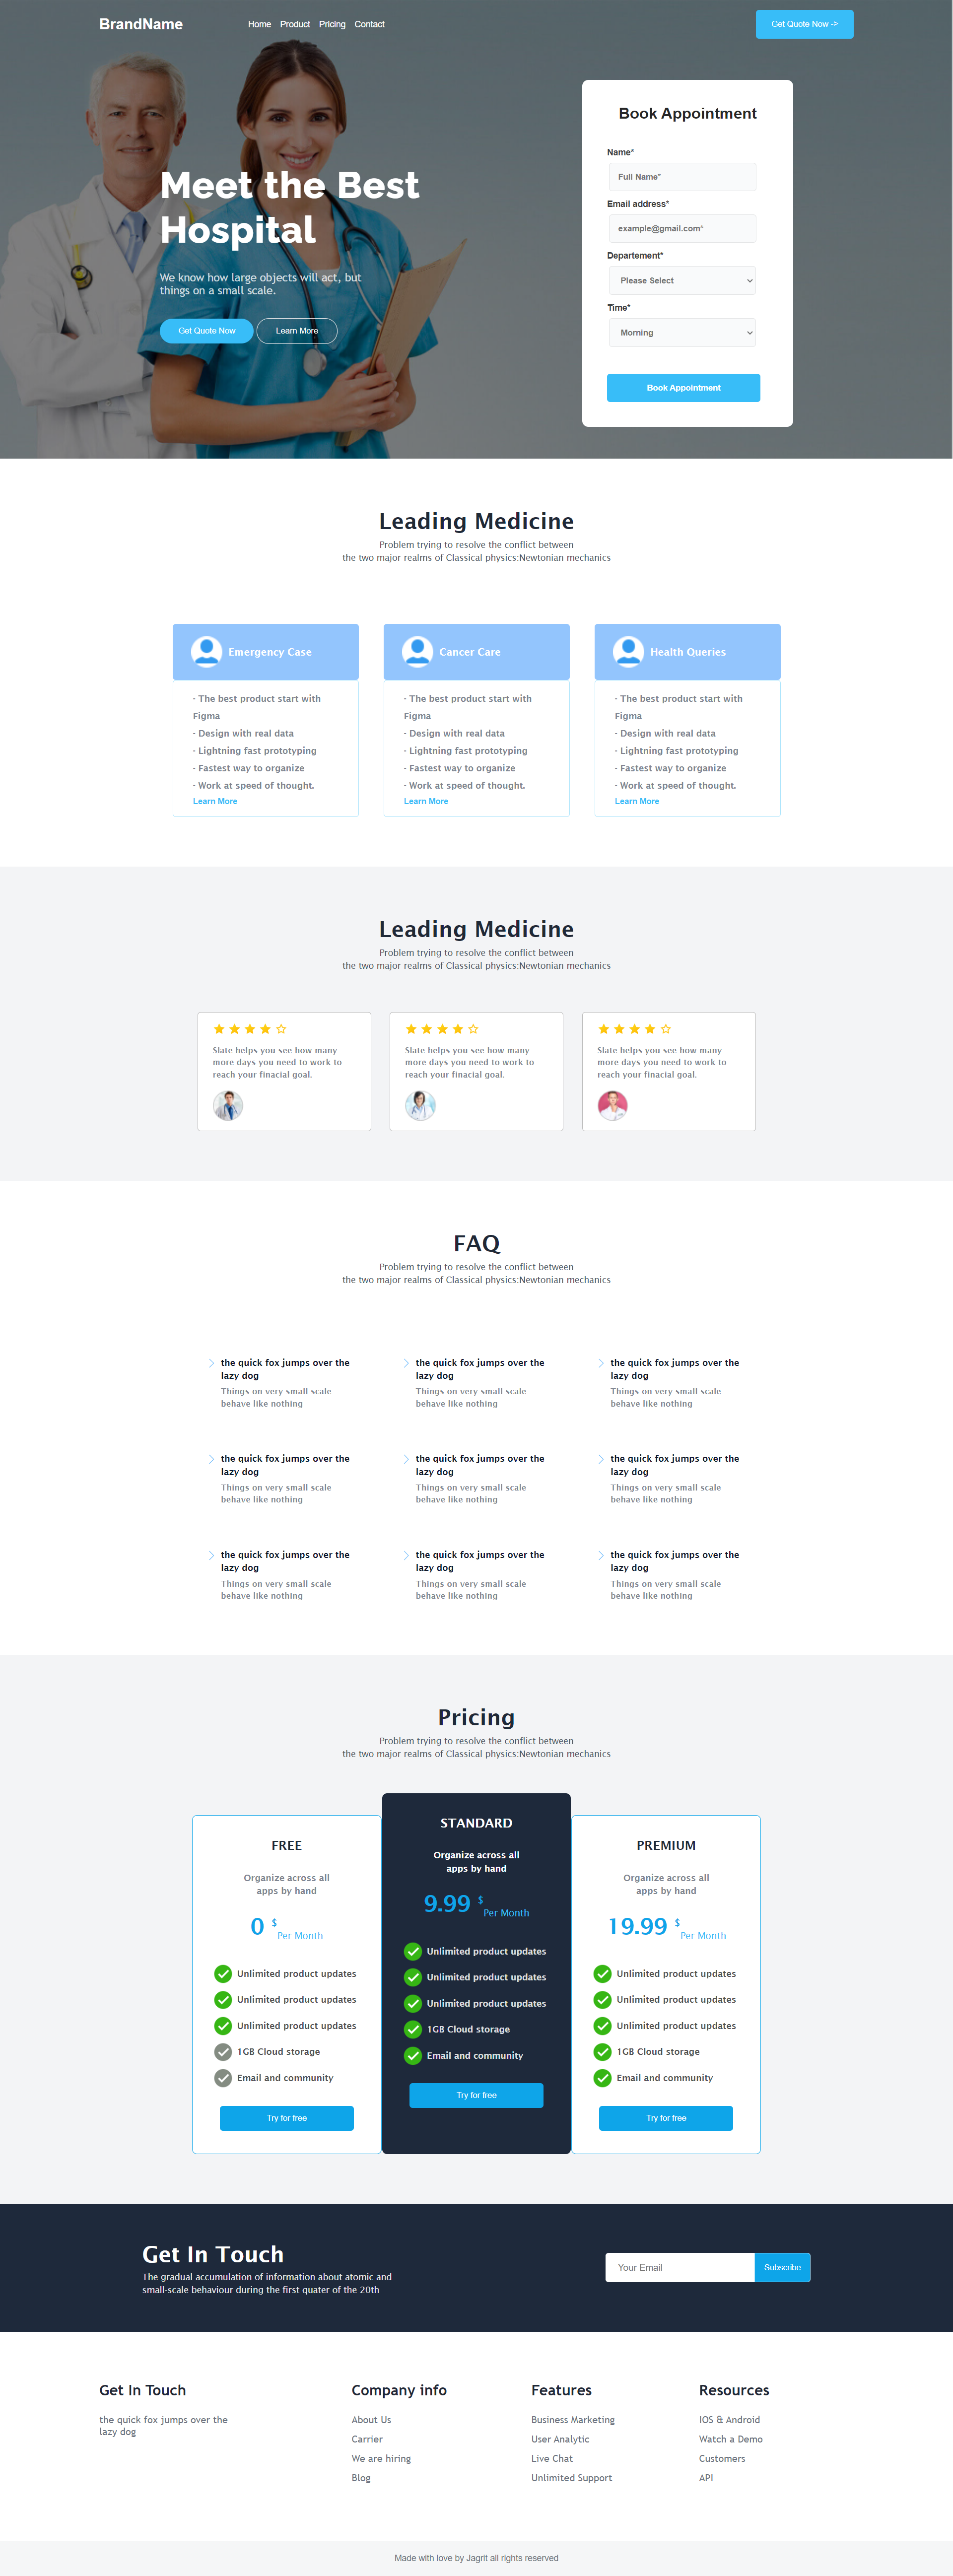 BrandName
Home Product Pricing Contact
Get Quote Now ->
Meet the Best
Hospital
We know how large objects will act, but
things on a small scale.
Get Quote Now
Learn More
Book Appointment
Name*
Full Name*
Email address*
example@gmail.com*
Departement*
Please Select
Time*
Morning
Book Appointment
Leading Medicine
Problem trying to resolve the conflict between
the two major realms of Classical physics:Newtonian mechanics
Emergency Case
- The best product start with
Figma
- Design with real data
- Lightning fast prototyping
- Fastest way to organize
- Work at speed of thought.
Learn More
Cancer Care
- The best product start with
Figma
- Design with real data
- Lightning fast prototyping
- Fastest way to organize
- Work at speed of thought.
Learn More
Health Queries
- The best product start with
Figma
- Design with real data
- Lightning fast prototyping
- Fastest way to organize
- Work at speed of thought.
Learn More
Leading Medicine
Problem trying to resolve the conflict between
the two major realms of Classical physics:Newtonian mechanics
Slate helps you see how many
more days you need to work to
reach your finacial goal.
Slate helps you see how many
more days you need to work to
reach your finacial goal.
Slate helps you see how many
more days you need to work to
reach your finacial goal.
FAQ
Problem trying to resolve the conflict between
the two major realms of Classical physics:Newtonian mechanics
the quick fox jumps over the
lazy dog
Things on very small scale
behave like nothing
the quick fox jumps over the
lazy dog
Things on very small scale
behave like nothing
the quick fox jumps over the
lazy dog
Things on very small scale
behave like nothing
the quick fox jumps over the
lazy dog
Things on very small scale
behave like nothing
the quick fox jumps over the
lazy dog
Things on very small scale
behave like nothing
the quick fox jumps over the
lazy dog
Things on very small scale
behave like nothing
the quick fox jumps over the
lazy dog
Things on very small scale
behave like nothing
the quick fox jumps over the
lazy dog
Things on very small scale
behave like nothing
the quick fox jumps over the
lazy dog
Things on very small scale
behave like nothing
Pricing
Problem trying to resolve the conflict between
the two major realms of Classical physics:Newtonian mechanics
FREE
Organize across all
apps by hand
0 $
Per Month
Unlimited product updates
Unlimited product updates
Unlimited product updates
1GB Cloud storage
Email and community
Try for free
STANDARD
Organize across all
apps by hand
9.99 $
Per Month
Unlimited product updates
Unlimited product updates
Unlimited product updates
1GB Cloud storage
Email and community
Try for free
PREMIUM
Organize across all
apps by hand
19.99 $
Per Month
Unlimited product updates
Unlimited product updates
Unlimited product updates
1GB Cloud storage
Email and community
Try for free
Get In Touch
The gradual accumulation of information about atomic and
small-scale behaviour during the first quater of the 20th
Your Email
Subscribe
Get In Touch
the quick fox jumps over the
lazy dog
Company info
About Us
Carrier
We are hiring
Blog
Features
Business Marketing
User Analytic
Live Chat
Unlimited Support
Resources
IOS & Android
Watch a Demo
Customers
API
Made with love by Jagrit all rights reserved